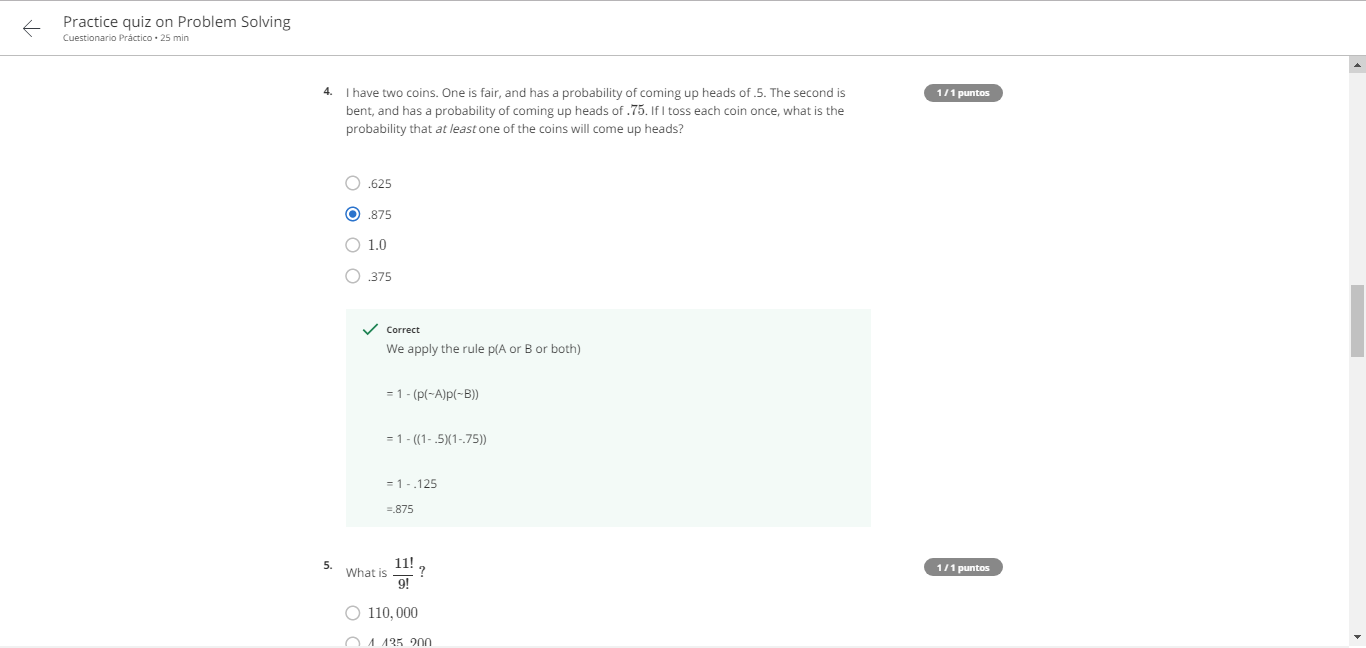 Practice quiz on Problem Solving
Cuestionario Práctico • 25 min
4. I have two coins. One is fair, and has a probability of coming up heads of .5. The second is
bent, and has a probability of coming up heads of .75. If I toss each coin once, what is the
probability that at least one of the coins will come up heads?
1 / 1 puntos
.625
.875
1.0
.375
Correct
We apply the rule p(A or B or both)
= 1 - (p(~A)p(~B))
= 1 - ((1- .5)(1-.75))
= 1 - .125
=.875
5. What is 11!/9! ?
1 / 1 puntos
110, 000
4, 435, 200